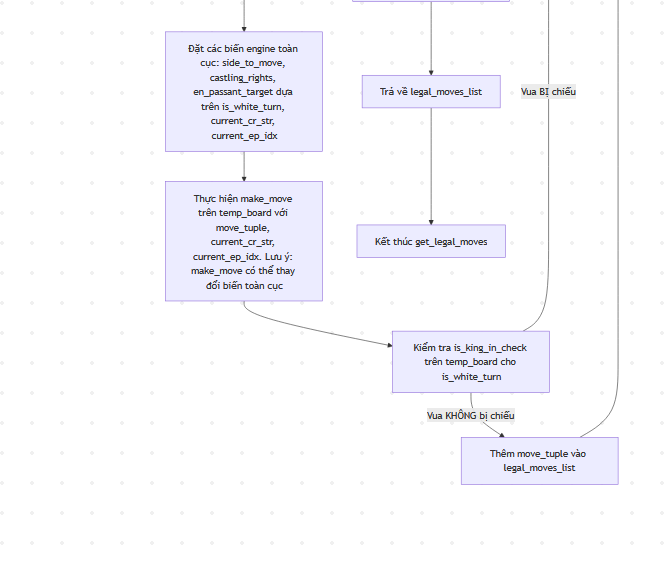 Đặt các biến engine toàn
cục: side_to_move,
castling_rights,
en_passant_target dựa
trên is_white_turn,
current_cr_str,
current_ep_idx
Trả về legal_moves_list
Vua BỊ chiếu
Thực hiện make_move
trên temp_board với
move_tuple,
current_cr_str,
current_ep_idx. Lưu ý:
make_move có thể thay
đổi biến toàn cục
Kết thúc get_legal_moves
Kiểm tra is_king_in_check
trên temp_board cho
is_white_turn
Vua KHÔNG bị chiếu
Thêm move_tuple vào
legal_moves_list